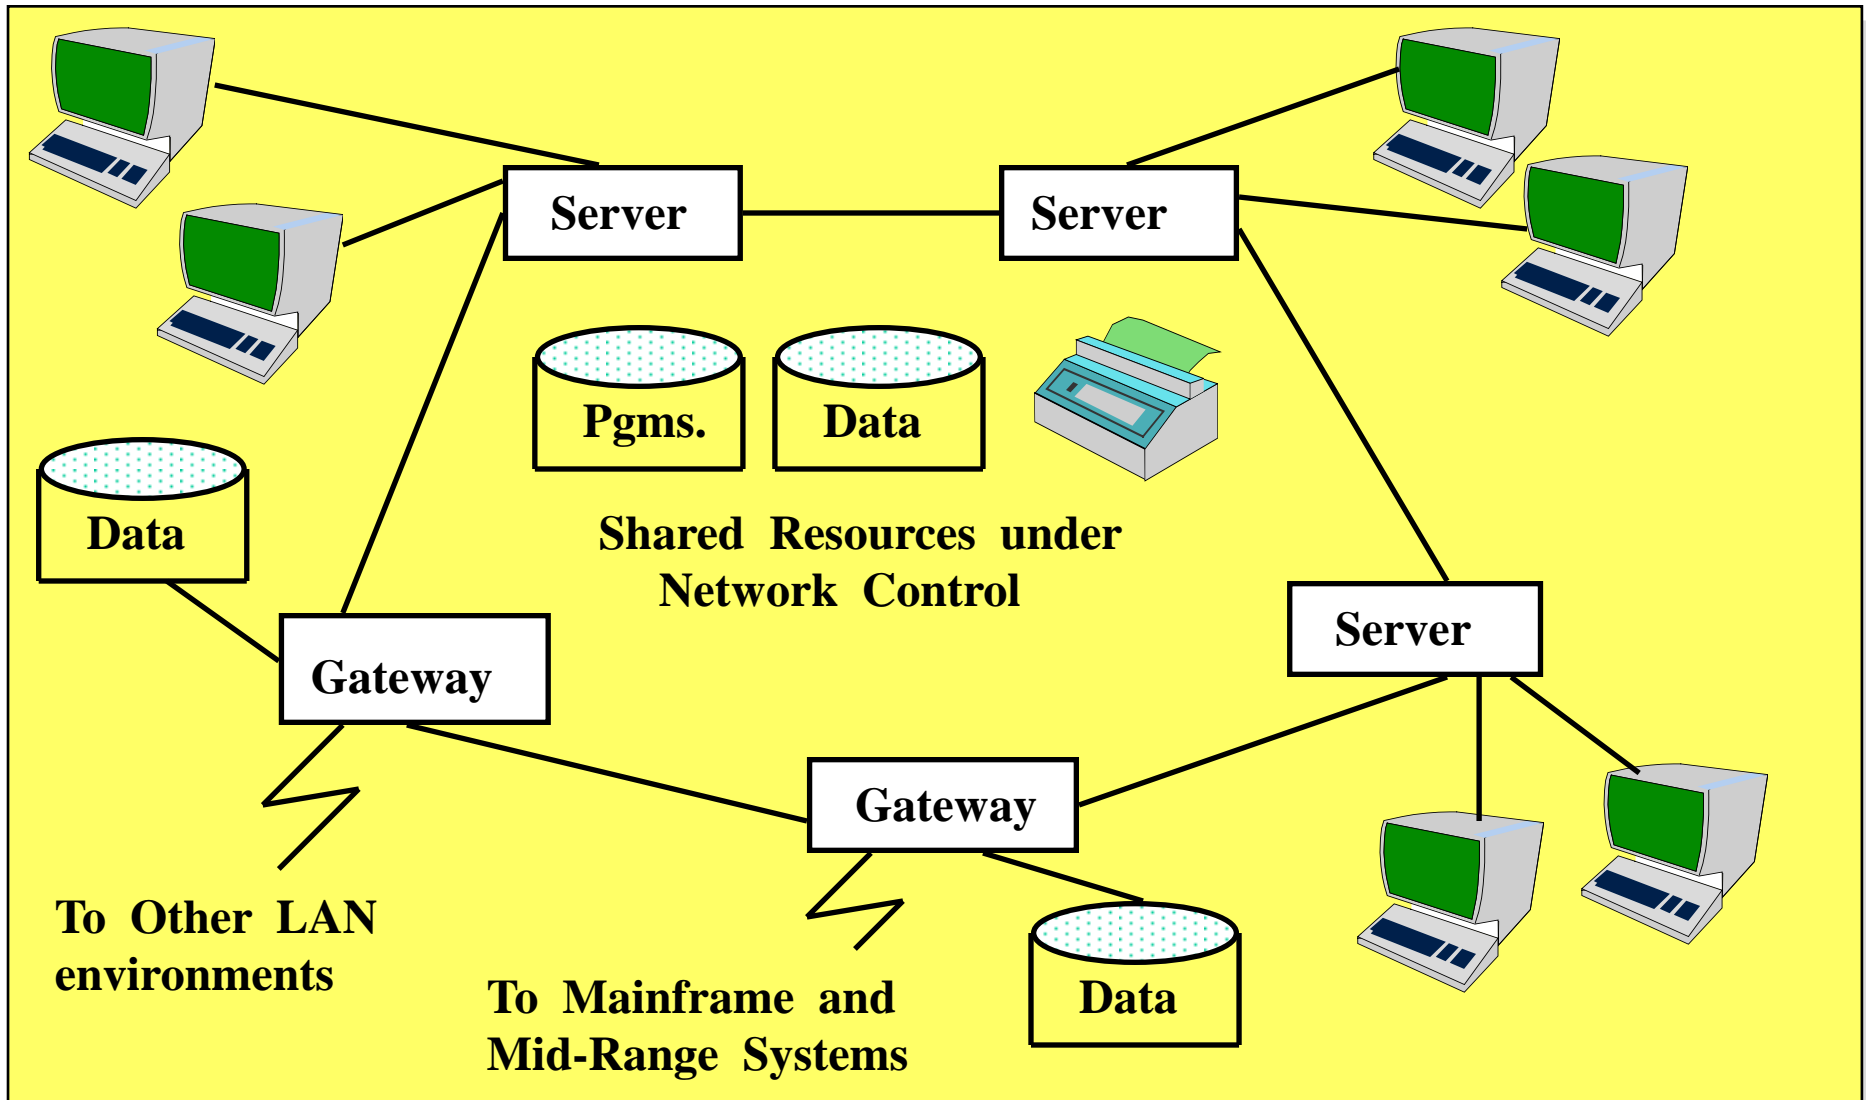 Server
Server
Pgms.
Data
Data
Shared Resources under
Network Control
Server
Gateway
Gateway
To Other LAN
environments
To Mainframe and
Mid-Range Systems
Data